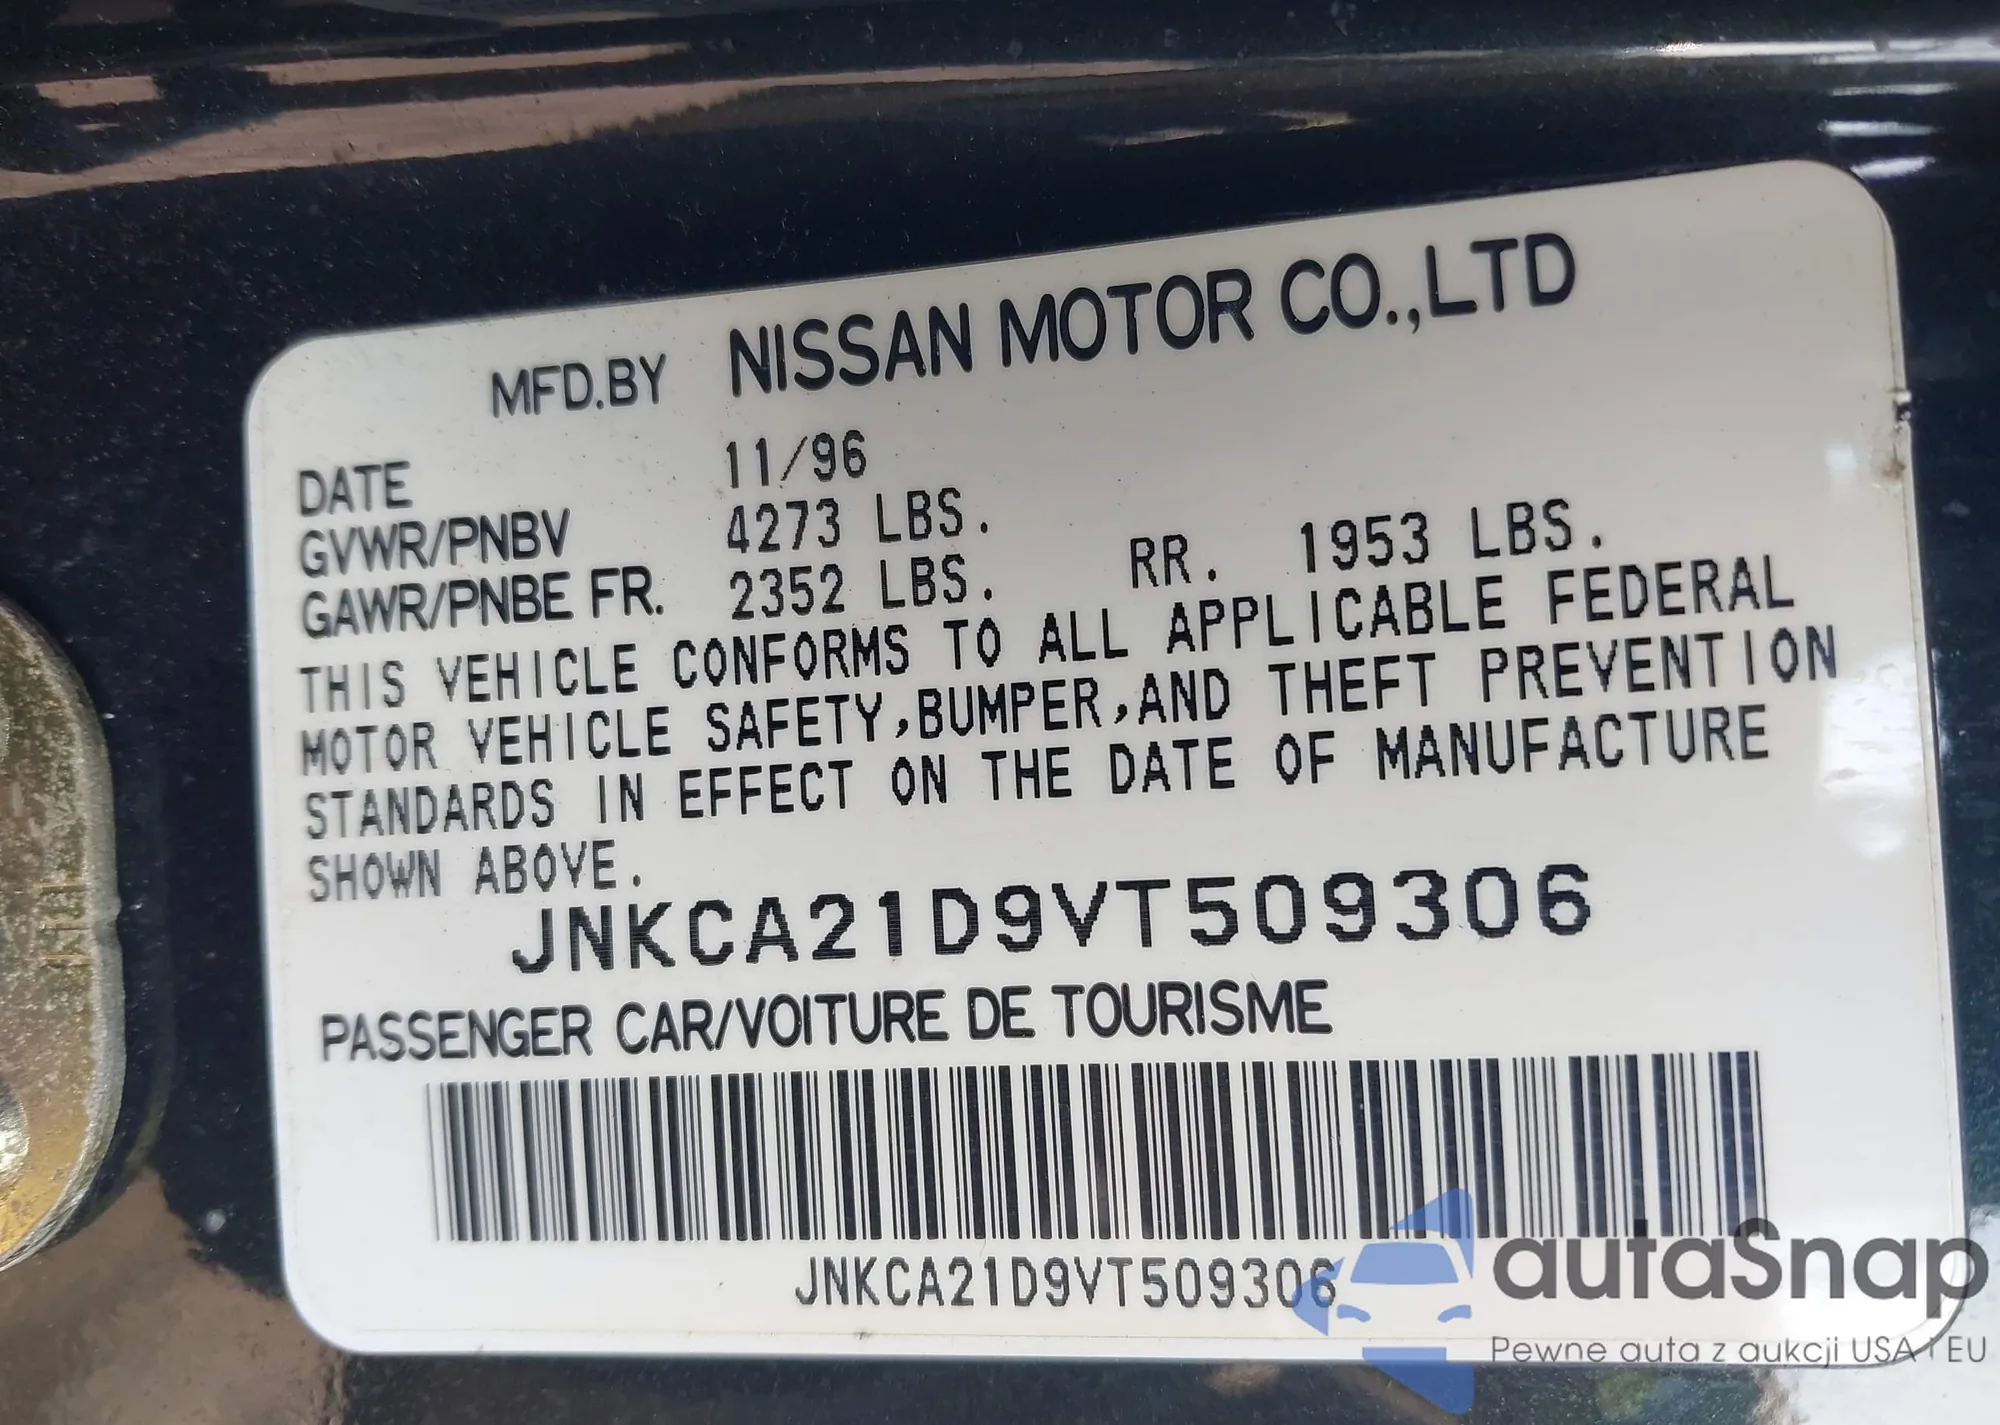 MFD.BY NISSAN MOTOR CO.,LTD
DATE 11/96
GVWR/PNBV 4273 LBS.
GAWR/PNBE FR. 2352 LBS. RR. 1953 LBS.
THIS VEHICLE CONFORMS TO ALL APPLICABLE FEDERAL
MOTOR VEHICLE SAFETY,BUMPER,AND THEFT PREVENTION
STANDARDS IN EFFECT ON THE DATE OF MANUFACTURE
SHOWN ABOVE.
JNKCA21D9VT509306
PASSENGER CAR/VOITURE DE TOURISME
JNKCA21D9VT509306
autaSnap
Pewne auta z aukcji USA i EU